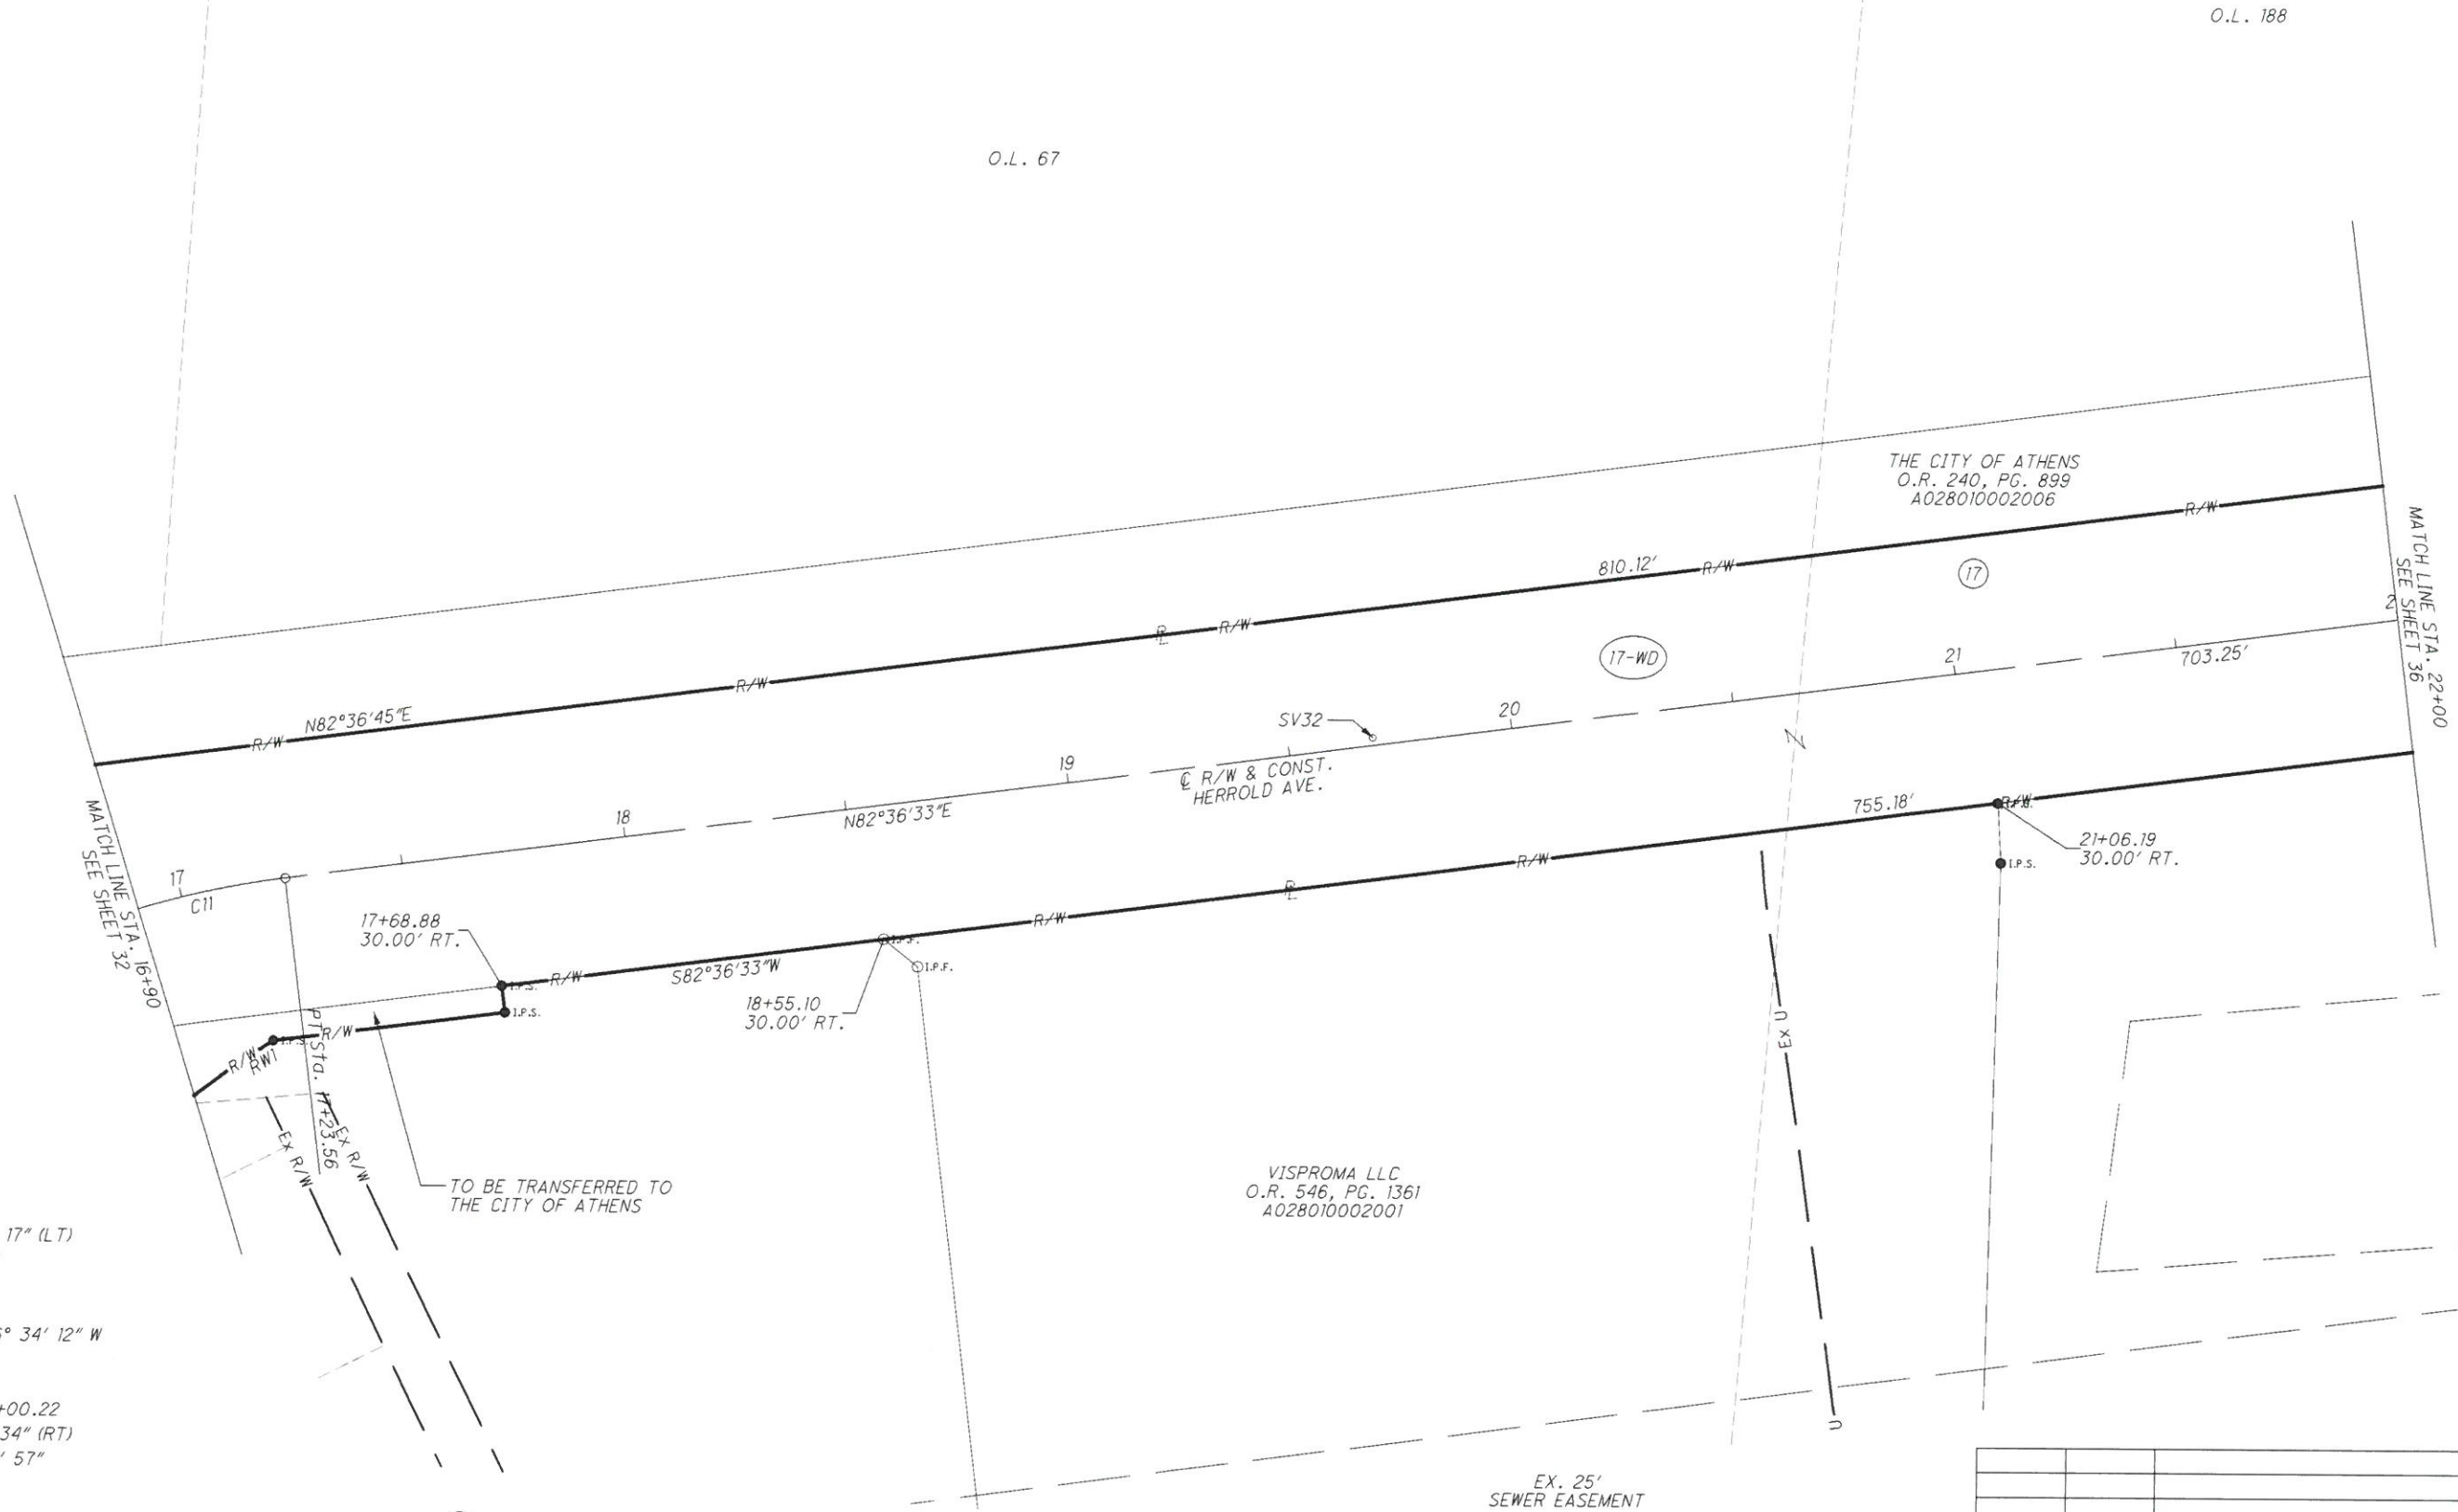 O.L. 188
O.L. 67
THE CITY OF ATHENS
O.R. 240, PG. 899
A028010002006
R/W
810.12'
R/W
17
MATCH LINE STA. 22+00
SEE SHEET 36
2
℄ R/W
17-WD
703.25'
21
R/W
N82°36'45"E
R/W
SV32
20
N
19
℄ R/W & CONST.
HERROLD AVE.
18
N82°36'33"E
755.18'
R/W
I.P.S.
21+06.19
30.00' RT.
I.P.S.
R/W
MATCH LINE STA. 16+90
SEE SHEET 32
17
C11
17+68.88
30.00' RT.
R/W
I.P.F.
S82°36'33"W
R/W
I.P.S.
I.P.F.
18+55.10
30.00' RT.
I.P.S.
R/W
I.P.S.
R/W
RW1
PT Sta. 17+23.56
Ex R/W
Ex R/W
Ex U
TO BE TRANSFERRED TO
THE CITY OF ATHENS
VISPROMA LLC
O.R. 546, PG. 1361
A028010002001
17" (LT)
° 34' 12" W
+00.22
34" (RT)
' 57"
U
EX. 25'
SEWER EASEMENT